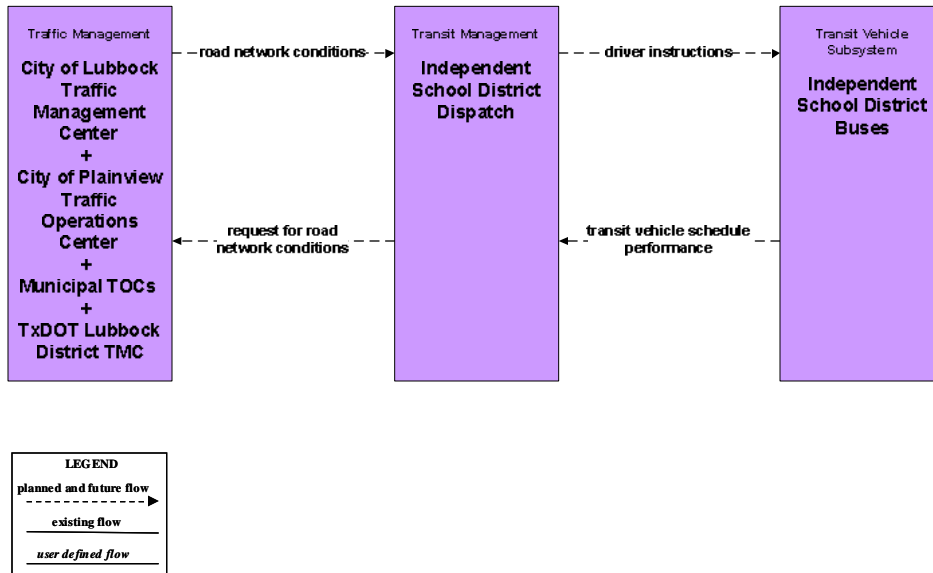 Traffic Management
City of Lubbock
Traffic
Management
Center
+
City of Plainview
Traffic
Operations
Center
+
Municipal TOCs
+
TxDOT Lubbock
District TMC
road network conditions
request for road
network conditions
Transit Management
Independent
School District
Dispatch
driver instructions
transit vehicle schedule
performance
Transit Vehicle
Subsystem
Independent
School District
Buses
LEGEND
planned and future flow
existing flow
user defined flow